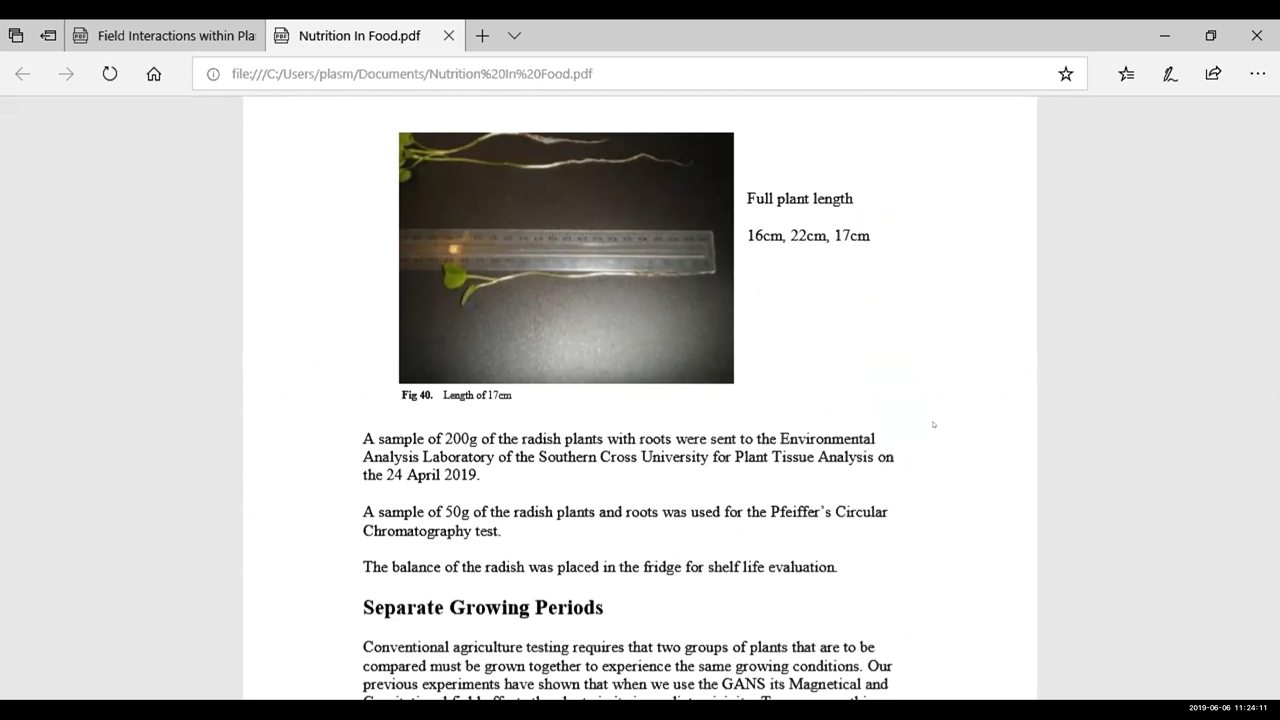 Field Interactions within Pla
Nutrition In Food.pdf
file:///C:/Users/plasm/Documents/Nutrition%20In%20Food.pdf
Full plant length
16cm, 22cm, 17cm
Fig 40. Length of 17cm
A sample of 200g of the radish plants with roots were sent to the Environmental
Analysis Laboratory of the Southern Cross University for Plant Tissue Analysis on
the 24 April 2019.
A sample of 50g of the radish plants and roots was used for the Pfeiffer's Circular
Chromatography test.
The balance of the radish was placed in the fridge for shelf life evaluation.
Separate Growing Periods
Conventional agriculture testing requires that two groups of plants that are to be
compared must be grown together to experience the same growing conditions. Our
previous experiments have shown that when we use the GANS its Magnetical and
2019-06-06 11:24:11